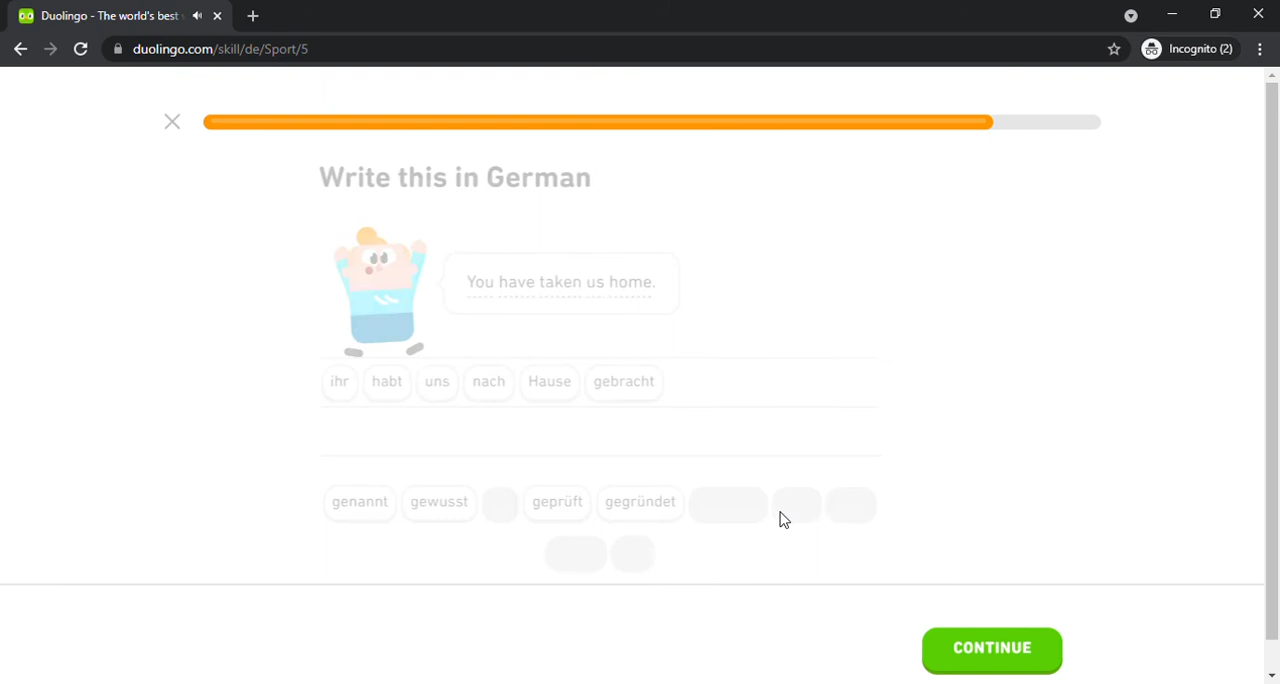 Duolingo - The world's best
duolingo.com/skill/de/Sport/5
Incognito (2)
Write this in German
You have taken us home.
ihr habt uns nach Hause gebracht
genannt gewusst geprüft gegründet
CONTINUE